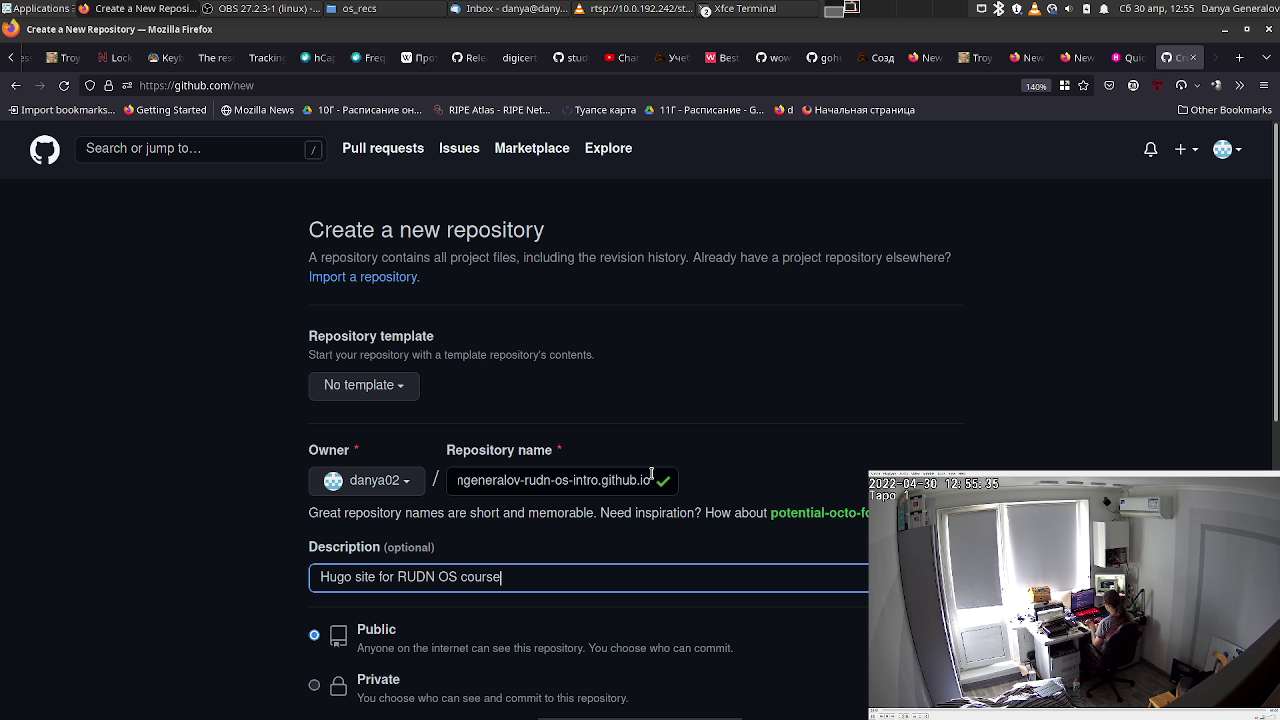 Applications
Create a New Reposi...
OBS 27.2.3-1 (linux) -...
os_recs
Inbox - danya@dany...
rtsp://10.0.192.242/st...
2
Xfce Terminal
Sat 30 апр, 12:55
Danya Generalov
Create a New Repository — Mozilla Firefox
Troy
Lock
Keyb
The resu
Tracking
hCap
Freq
Про
Relea
digicert
stud
Char
Учеб
Best
wow
gohu
Созд
New
Troy
New
New
Quic
Cre
https://github.com/new
140%
Import bookmarks...
Getting Started
Mozilla News
10Г - Расписание он...
RIPE Atlas - RIPE Net...
Туапсе карта
11Г - Расписание - G...
d
Начальная страница
Other Bookmarks
Search or jump to...
/
Pull requests
Issues
Marketplace
Explore
Create a new repository
A repository contains all project files, including the revision history. Already have a project repository elsewhere?
Import a repository.
Repository template
Start your repository with a template repository's contents.
No template
Owner *
Repository name *
danya02
/
ngeneralov-rudn-os-intro.github.io
Great repository names are short and memorable. Need inspiration? How about potential-octo-fo
Description (optional)
Hugo site for RUDN OS course
Public
Anyone on the internet can see this repository. You choose who can commit.
Private
You choose who can see and commit to this repository.
2022-04-30 12:55:35
Tapo 1